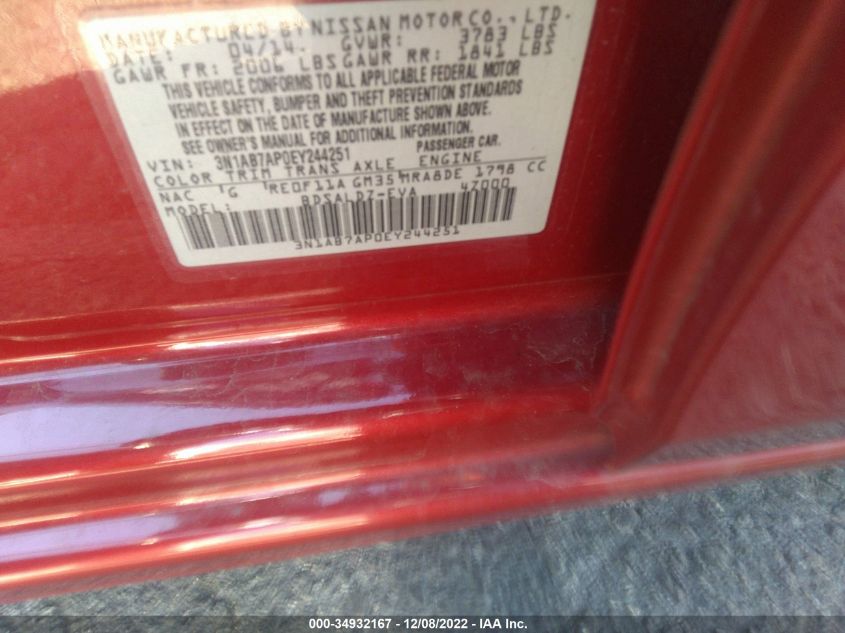 MANUFACTURED BY NISSAN MOTOR CO., LTD.
DATE: 04/14. GVWR: 3783 LBS
GAWR FR: 2006 LBS GAWR RR: 1841 LBS
THIS VEHICLE CONFORMS TO ALL APPLICABLE FEDERAL MOTOR
VEHICLE SAFETY, BUMPER AND THEFT PREVENTION STANDARDS
IN EFFECT ON THE DATE OF MANUFACTURE SHOWN ABOVE.
SEE OWNER'S MANUAL FOR ADDITIONAL INFORMATION.
VIN: 3N1AB7AP0EY244251 PASSENGER CAR.
COLOR TRIM TRANS AXLE ENGINE
NAC G RE0F11A GM35 MRA8DE 1798 CC
MODEL: BDSALDZ-EVA 4Z000
3N1AB7AP0EY244251
000-34932167 - 12/08/2022 - IAA Inc.